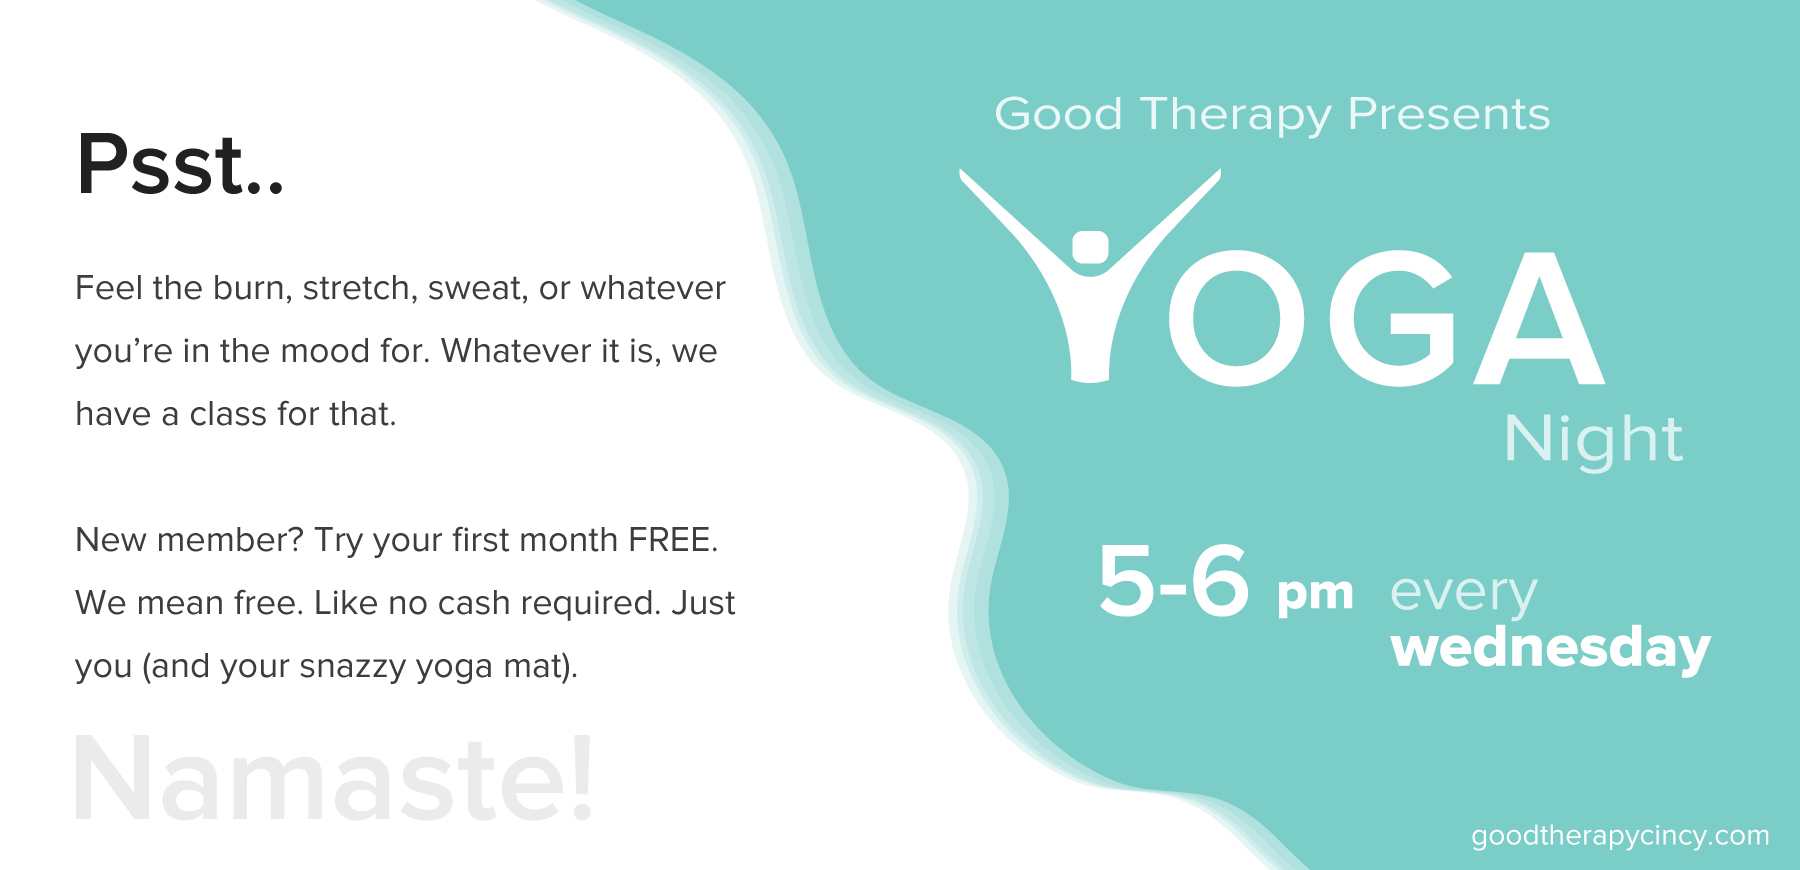 Psst..
Feel the burn, stretch, sweat, or whatever
you’re in the mood for. Whatever it is, we
have a class for that.
New member? Try your first month FREE.
We mean free. Like no cash required. Just
you (and your snazzy yoga mat).
Namaste!
Good Therapy Presents
YOGA
Night
5-6 pm every
wednesday
goodtherapycincy.com